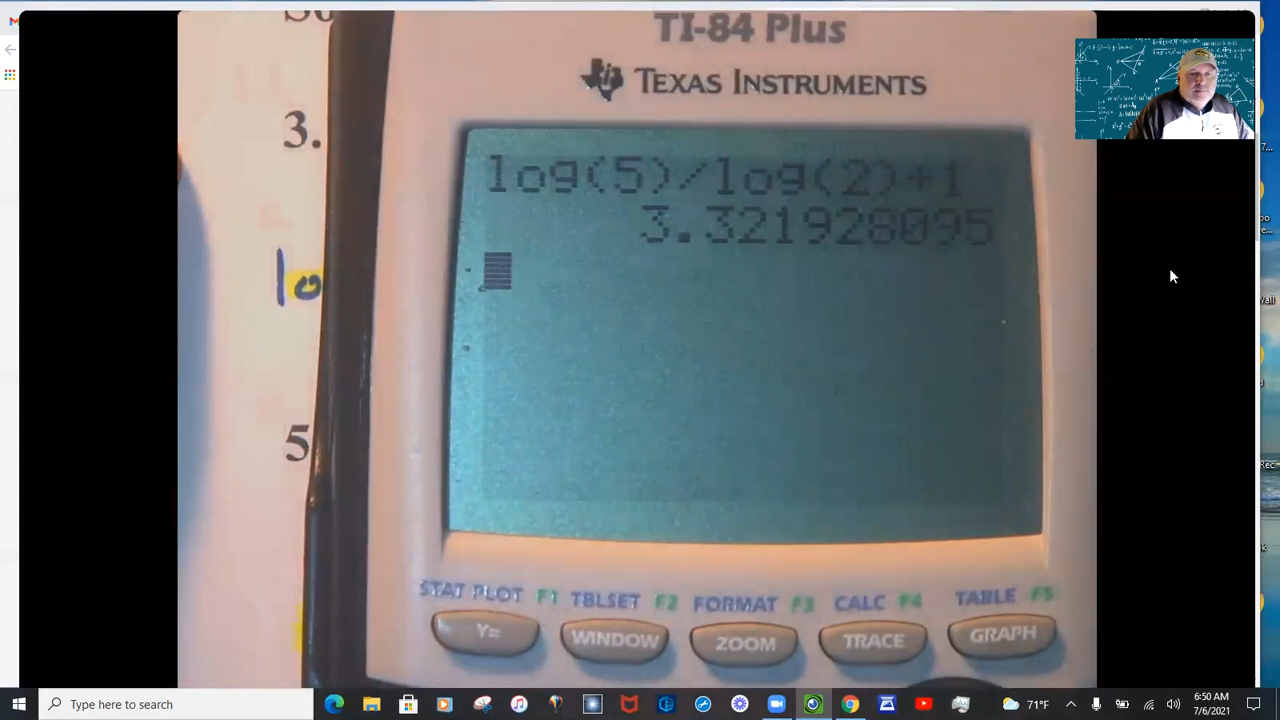 TI-84 Plus
TEXAS INSTRUMENTS
3.
log(5)/log(2)+1
3.321928095
lo
5
STAT PLOT F1 TBLSET F2 FORMAT F3 CALC F4 TABLE F5
Y= WINDOW ZOOM TRACE GRAPH
Type here to search
71°F
6:50 AM
7/6/2021